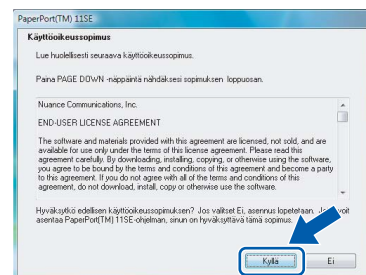 PaperPort(TM) 11SE
Käyttöoikeussopimus
Lue huolellisesti seuraava käyttöoikeussopimus.
Paina PAGE DOWN -näppäintä nähdäksesi sopimuksen loppuosan.
Nuance Communications, Inc.
END-USER LICENSE AGREEMENT
The software and materials provided with this agreement are licensed, not sold, and are
available for use only under the terms of this license agreement. Please read this
agreement carefully. By downloading, installing, copying, or otherwise using the software,
you agree to be bound by the terms and conditions of this agreement and become a party
to this agreement. If you do not agree with all of the terms and conditions of this
agreement, do not download, install, copy or otherwise use the software.
Hyväksytkö edellisen käyttöoikeussopimuksen? Jos valitset Ei, asennus lopetetaan. voit
asentaa PaperPort(TM) 11SE-ohjelman, sinun on hyväksyttävä tämä sopimus.
Kyllä Ei